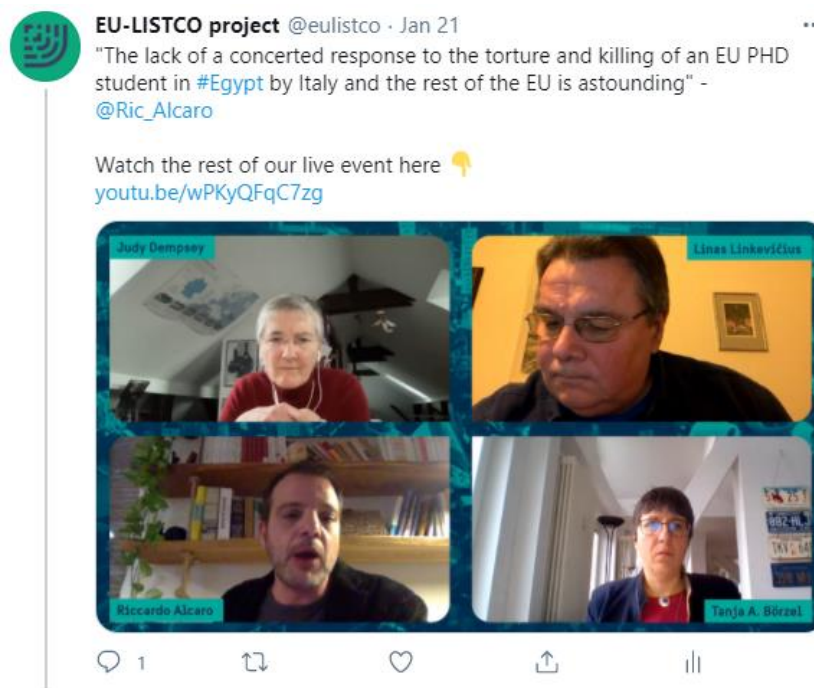 EU-LISTCO project @eulistco · Jan 21
"The lack of a concerted response to the torture and killing of an EU PHD
student in #Egypt by Italy and the rest of the EU is astounding" -
@Ric_Alcaro
Watch the rest of our live event here 👇
youtu.be/wPKyQFqC7zg
Judy Dempsey
Linas Linkevičius
Riccardo Alcaro
Tanja A. Börzel
1